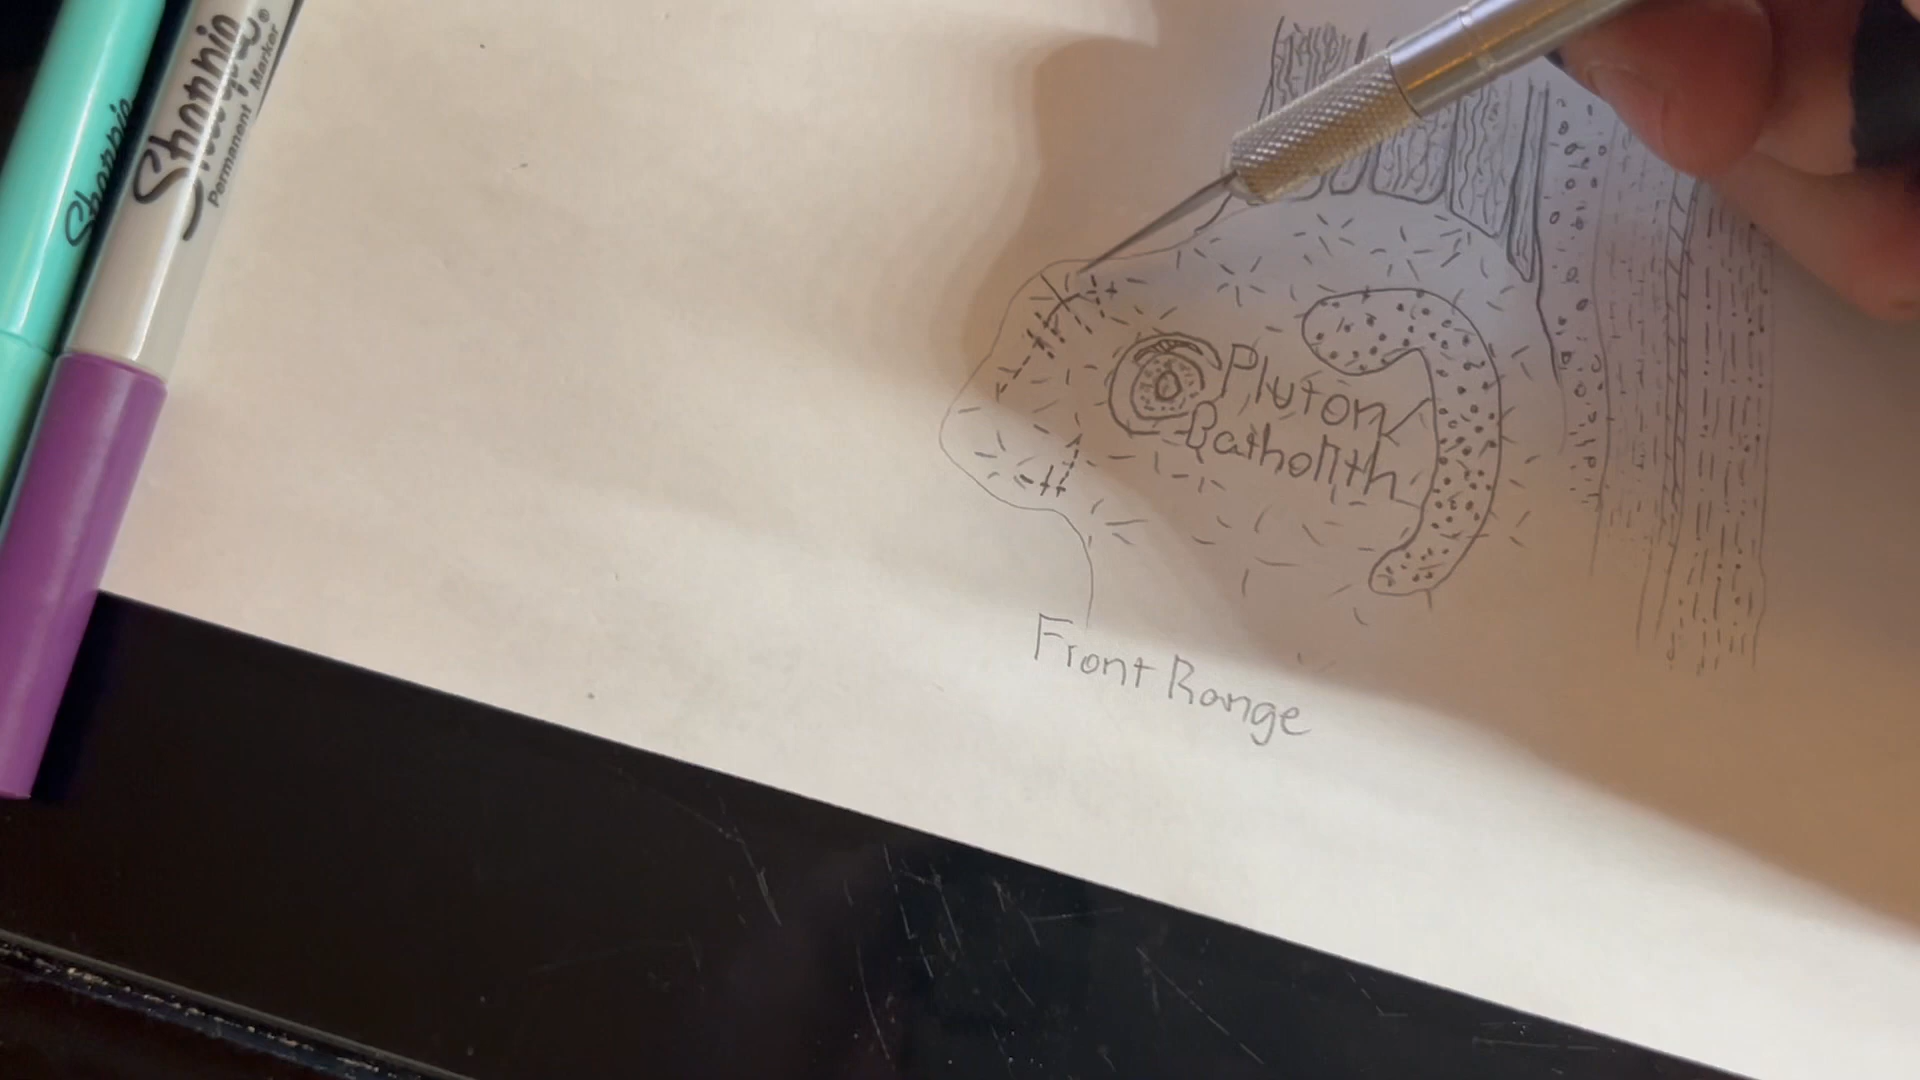 Sharpie
Sharpie®
Permanent Marker
Pluton/
Batholith
Front Range